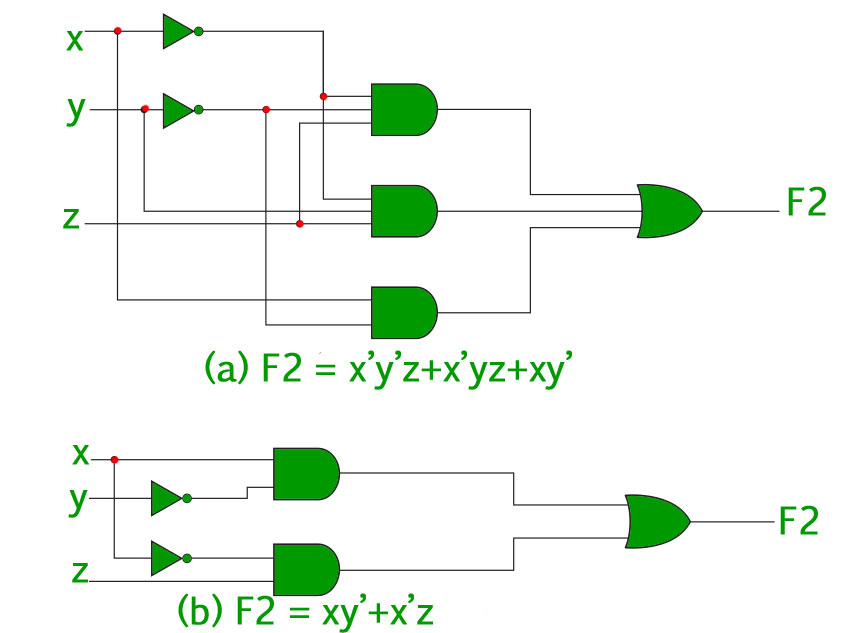 x
y
z
F2
(a) F2 = x’y’z+x’yz+xy’
x
y
z
F2
(b) F2 = xy’+x’z